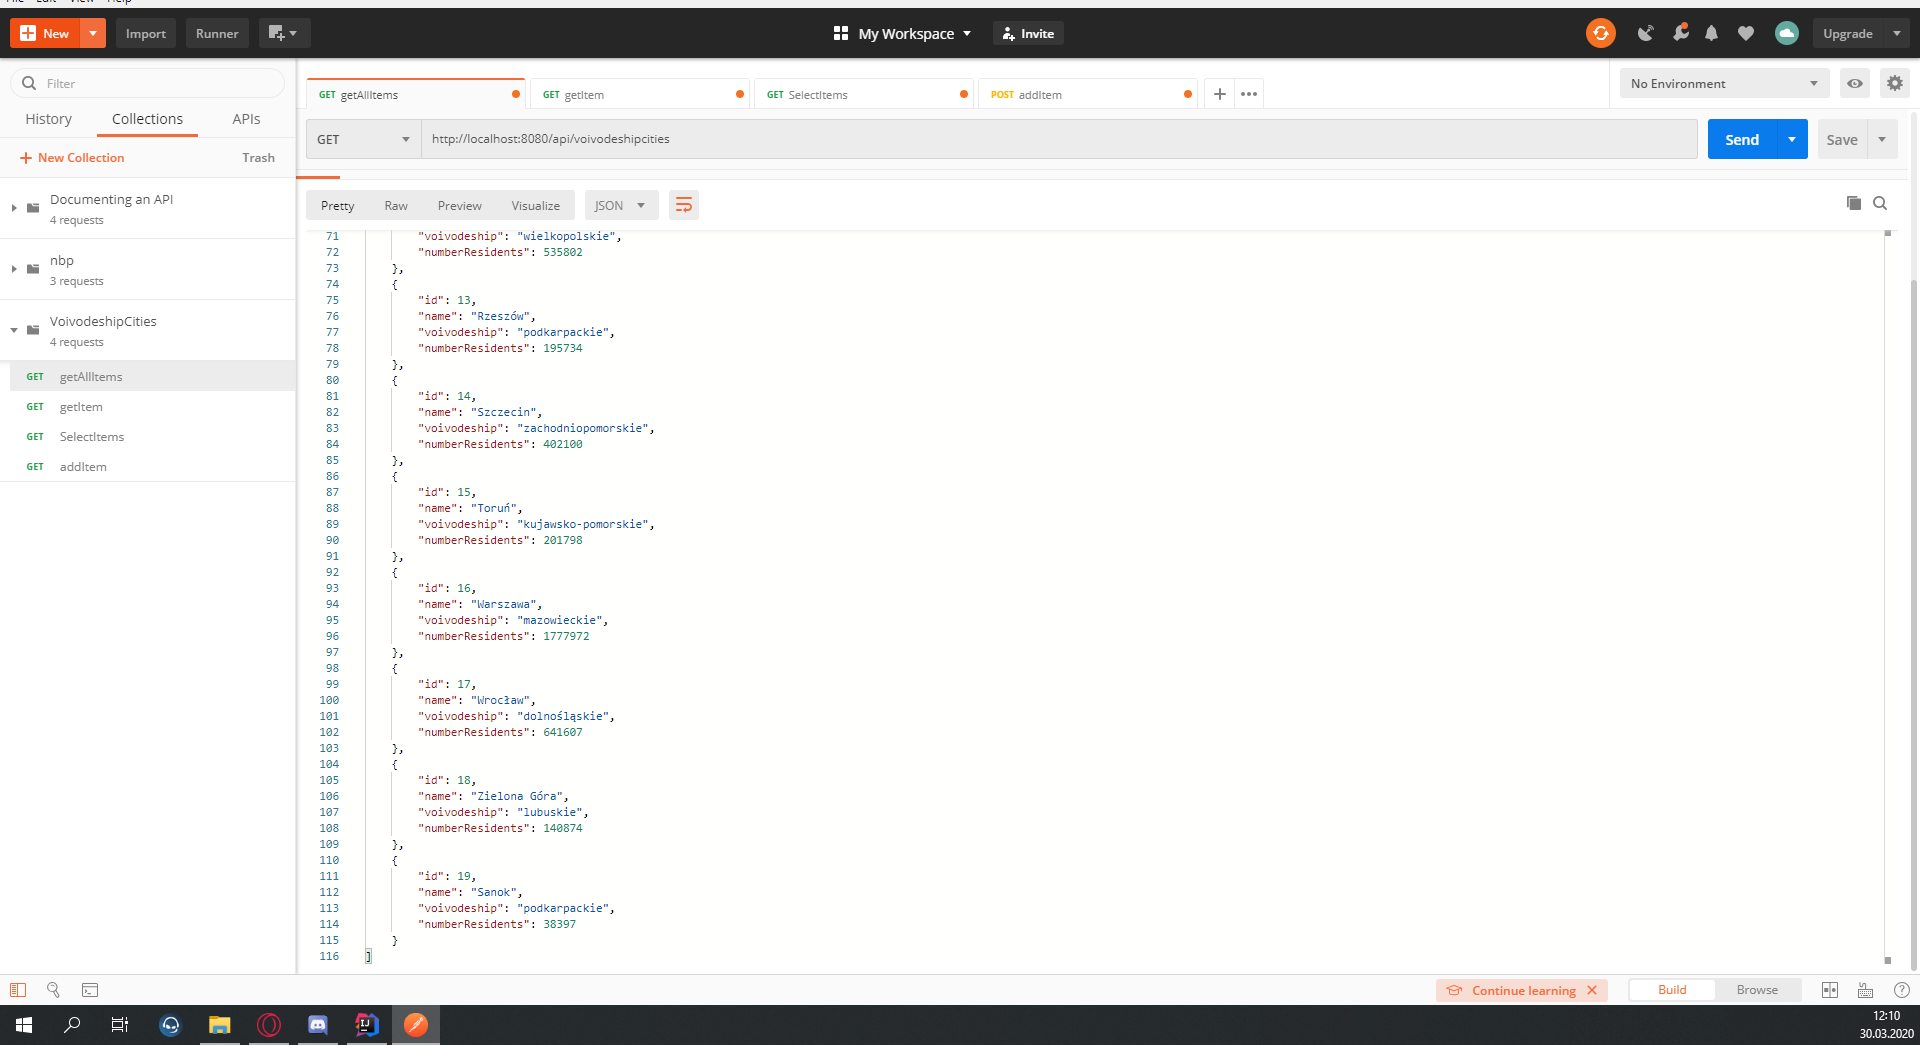 File Edit View Help
New
Import
Runner
My Workspace
Invite
Upgrade
Filter
History
Collections
APIs
New Collection
Trash
Documenting an API
4 requests
nbp
3 requests
VoivodeshipCities
4 requests
GET getAllItems
GET getItem
GET SelectItems
GET addItem
GET getAllItems
GET getItem
GET SelectItems
POST addItem
No Environment
GET
http://localhost:8080/api/voivodeshipcities
Send
Save
Pretty
Raw
Preview
Visualize
JSON
71 "voivodeship": "wielkopolskie",
72 "numberResidents": 535802
73 },
74 {
75 "id": 13,
76 "name": "Rzeszów",
77 "voivodeship": "podkarpackie",
78 "numberResidents": 195734
79 },
80 {
81 "id": 14,
82 "name": "Szczecin",
83 "voivodeship": "zachodniopomorskie",
84 "numberResidents": 402100
85 },
86 {
87 "id": 15,
88 "name": "Toruń",
89 "voivodeship": "kujawsko-pomorskie",
90 "numberResidents": 201798
91 },
92 {
93 "id": 16,
94 "name": "Warszawa",
95 "voivodeship": "mazowieckie",
96 "numberResidents": 1777972
97 },
98 {
99 "id": 17,
100 "name": "Wrocław",
101 "voivodeship": "dolnośląskie",
102 "numberResidents": 641607
103 },
104 {
105 "id": 18,
106 "name": "Zielona Góra",
107 "voivodeship": "lubuskie",
108 "numberResidents": 140874
109 },
110 {
111 "id": 19,
112 "name": "Sanok",
113 "voivodeship": "podkarpackie",
114 "numberResidents": 38397
115 }
116 ]
Continue learning
Build
Browse
12:10
30.03.2020